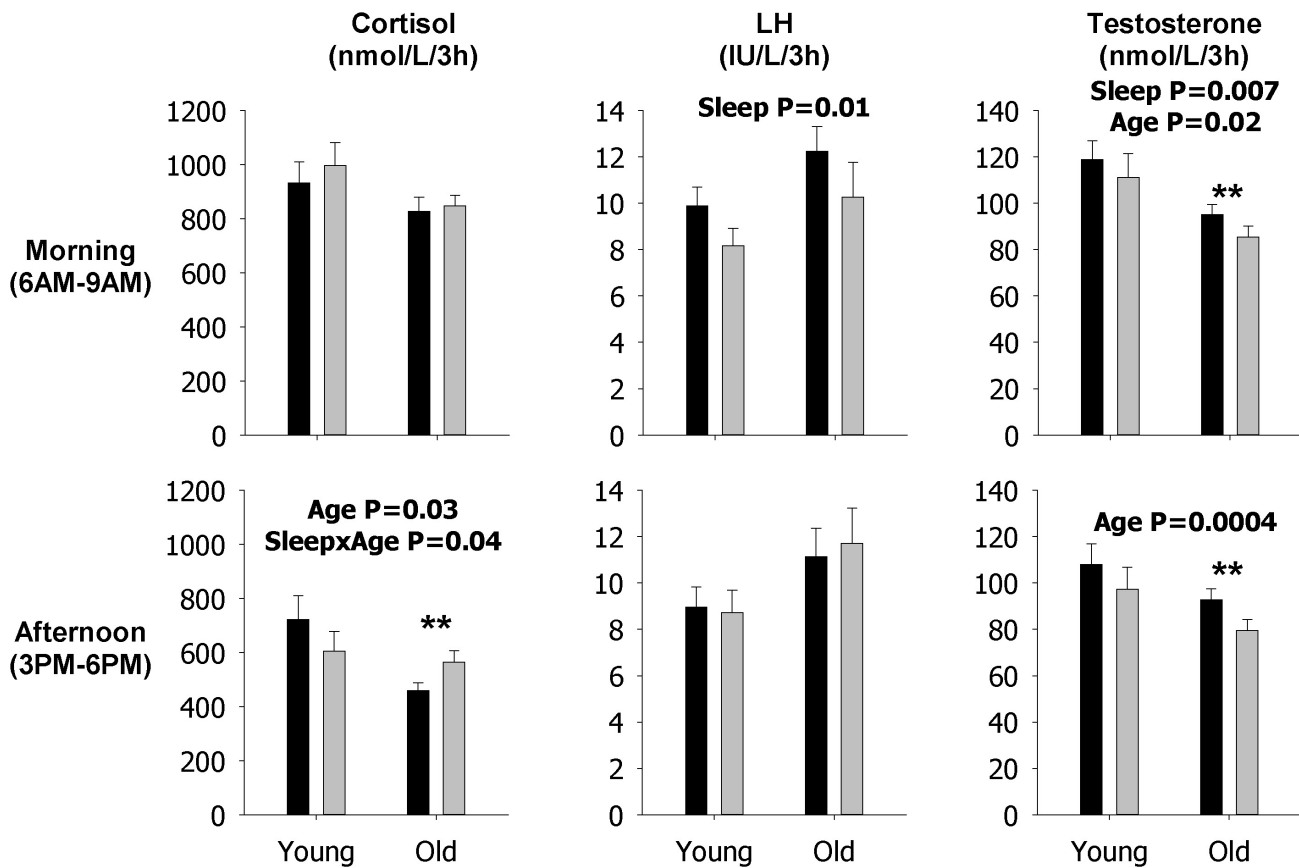 Cortisol
(nmol/L/3h)
LH
(IU/L/3h)
Testosterone
(nmol/L/3h)
Morning
(6AM-9AM)
1200
1000
800
600
400
200
0
Sleep P=0.01
14
12
10
8
6
4
2
0
Sleep P=0.007
Age P=0.02
140
120
100
80
60
40
20
0
**
Afternoon
(3PM-6PM)
1200
1000
800
600
400
200
0
Age P=0.03
SleepxAge P=0.04
**
Young Old
14
12
10
8
6
4
2
0
Young Old
140
120
100
80
60
40
20
0
Age P=0.0004
**
Young Old